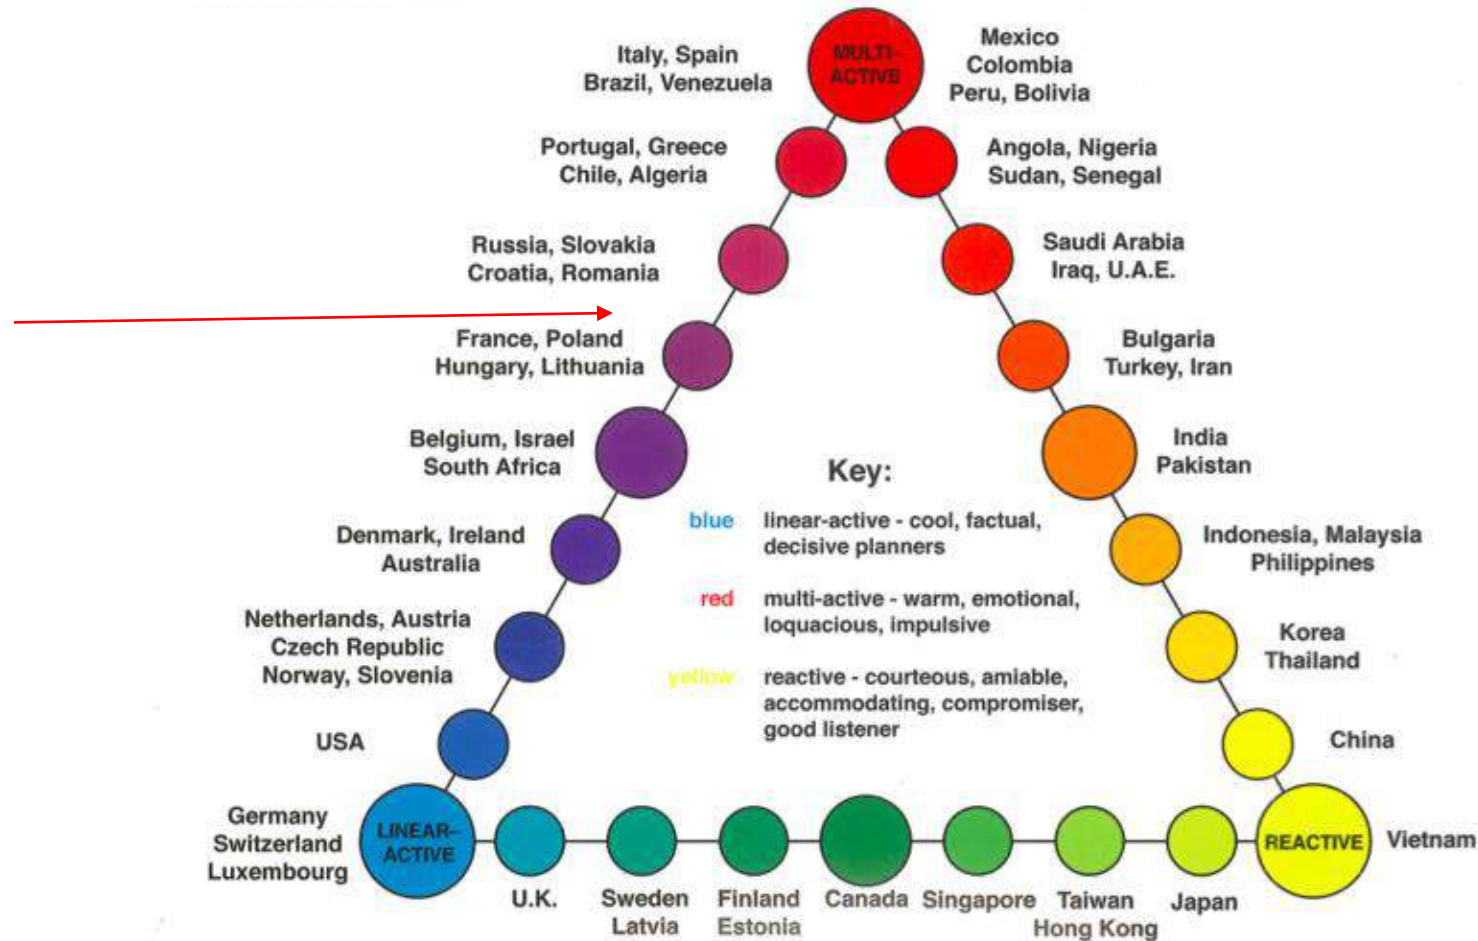 MULTI-
ACTIVE
Italy, Spain
Brazil, Venezuela
Mexico
Colombia
Peru, Bolivia
Portugal, Greece
Chile, Algeria
Angola, Nigeria
Sudan, Senegal
Russia, Slovakia
Croatia, Romania
Saudi Arabia
Iraq, U.A.E.
France, Poland
Hungary, Lithuania
Bulgaria
Turkey, Iran
Belgium, Israel
South Africa
India
Pakistan
Denmark, Ireland
Australia
Indonesia, Malaysia
Philippines
Netherlands, Austria
Czech Republic
Norway, Slovenia
Korea
Thailand
USA
China
Germany
Switzerland
Luxembourg
LINEAR-
ACTIVE
U.K.
Sweden
Latvia
Finland
Estonia
Canada
Singapore
Taiwan
Hong Kong
Japan
REACTIVE
Vietnam
Key:
blue linear-active - cool, factual,
decisive planners
red multi-active - warm, emotional,
loquacious, impulsive
yellow reactive - courteous, amiable,
accommodating, compromiser,
good listener